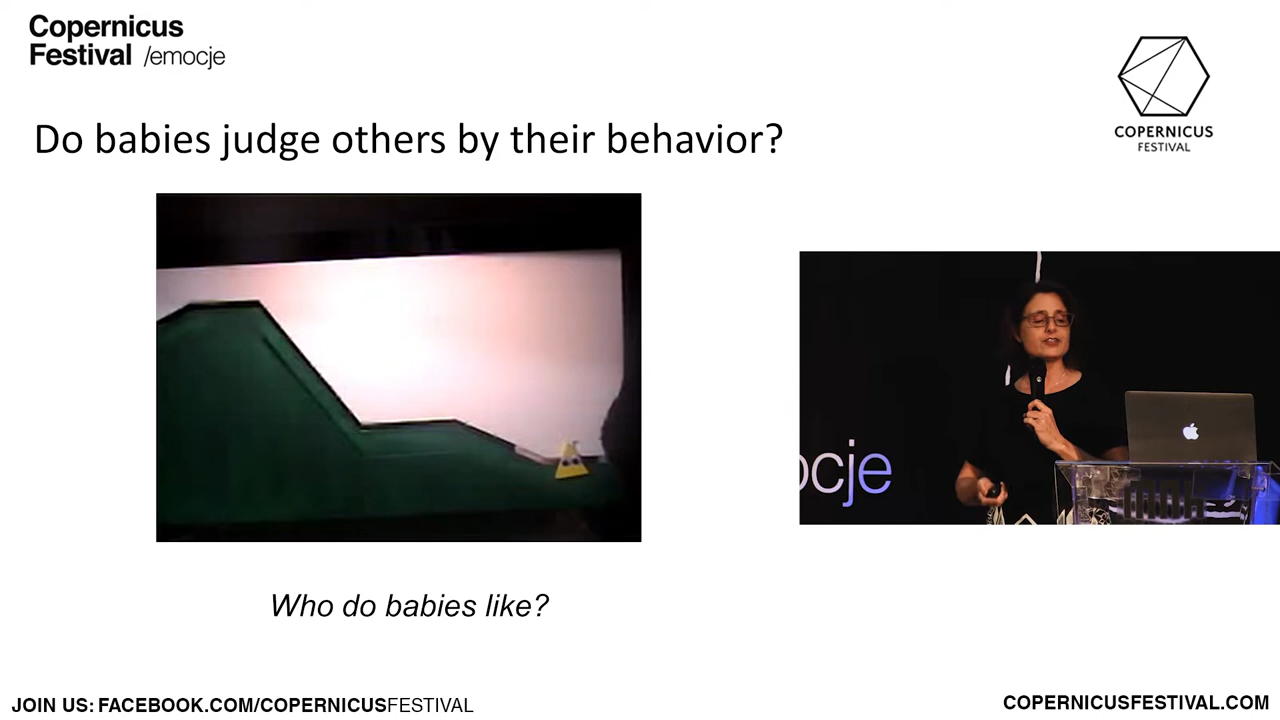 Copernicus
Festival /emocje
COPERNICUS
FESTIVAL
Do babies judge others by their behavior?
ocje
Who do babies like?
JOIN US: FACEBOOK.COM/COPERNICUSFESTIVAL
COPERNICUSFESTIVAL.COM